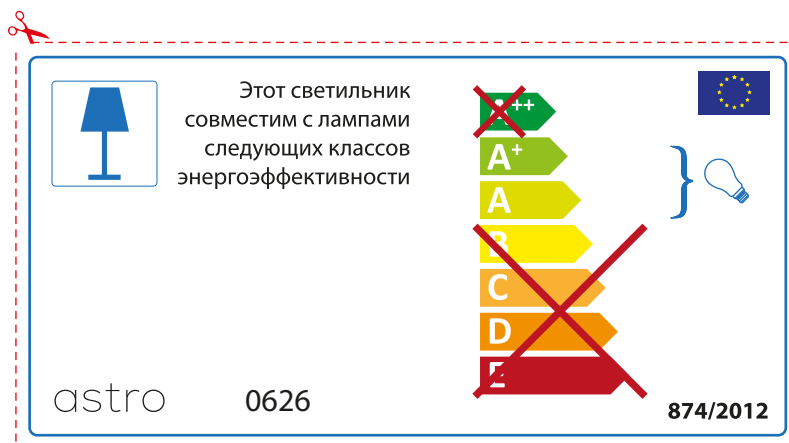 Этот светильник
совместим с лампами
следующих классов
энергоэффективности
A++
A+
A
B
C
D
E
astro
0626
874/2012